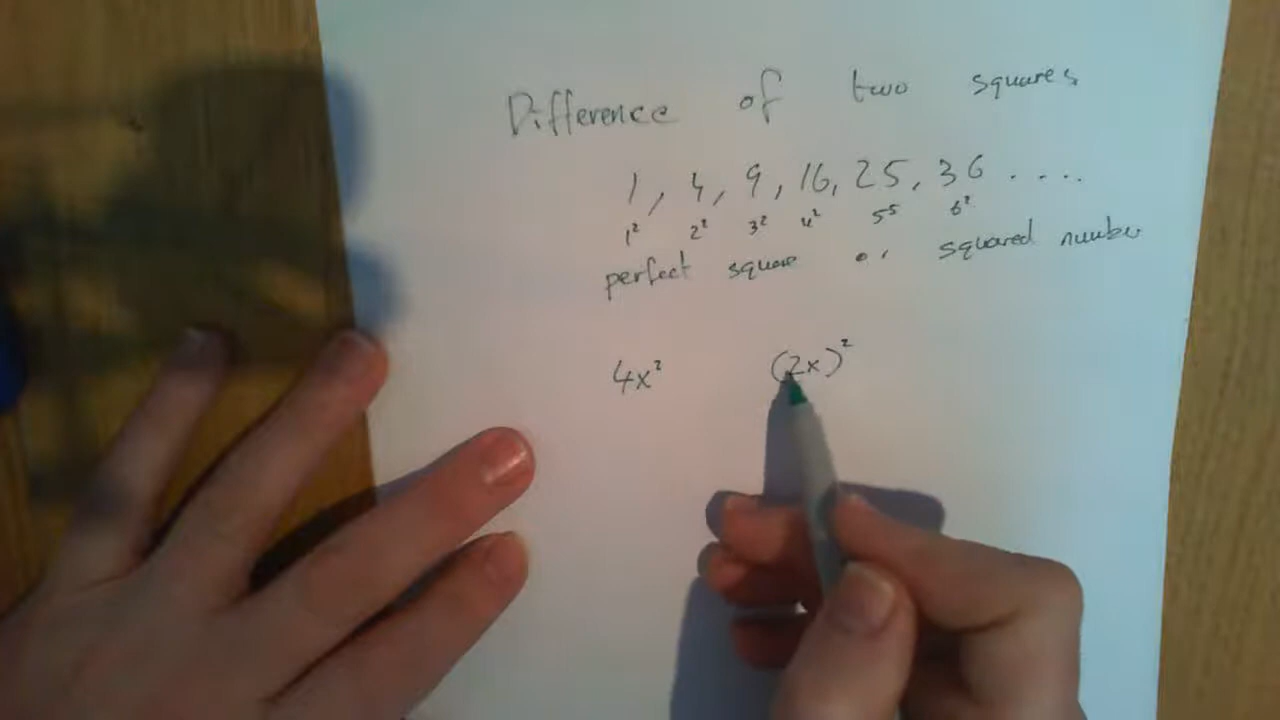 Difference of two squares
1, 4, 9, 16, 25, 36 ....
1² 2² 3² 4² 5⁵ 6²
perfect square or squared number
4x² (2x)²